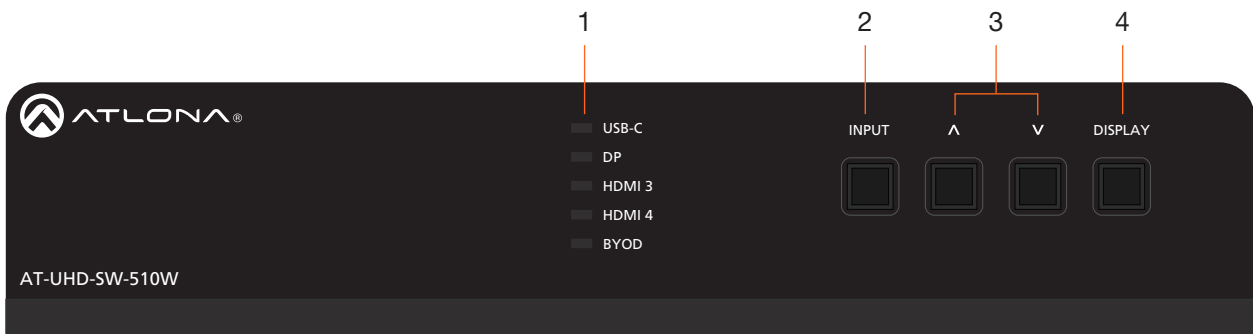 1 2 3 4
ATLONA®
USB-C
DP
HDMI 3
HDMI 4
BYOD
INPUT ∧ ∨ DISPLAY
AT-UHD-SW-510W